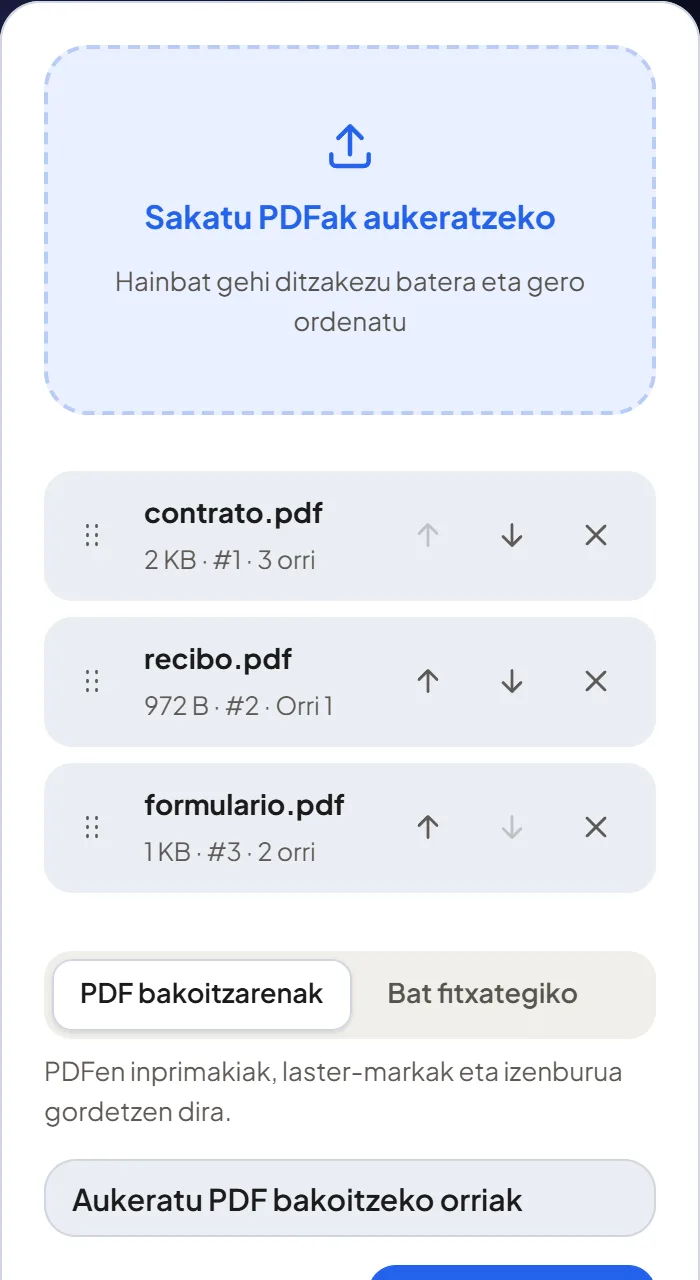 Sakatu PDFak aukeratzeko
Hainbat gehi ditzakezu batera eta gero
ordenatu
contrato.pdf
2 KB · #1 · 3 orri
recibo.pdf
972 B · #2 · Orri 1
formulario.pdf
1 KB · #3 · 2 orri
PDF bakoitzarenak
Bat fitxategiko
PDFen inprimakiak, laster-markak eta izenburua
gordetzen dira.
Aukeratu PDF bakoitzeko orriak